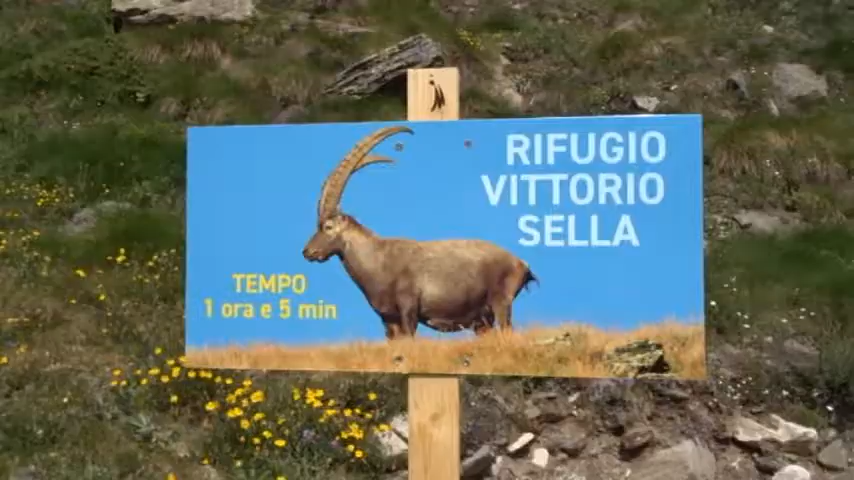 RIFUGIO
VITTORIO
SELLA
TEMPO
1 ora e 5 min